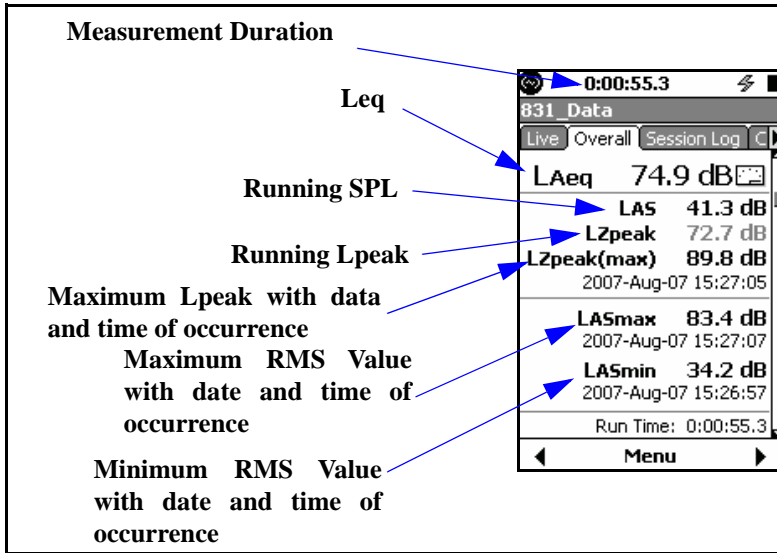 Measurement Duration
Leq
Running SPL
Running Lpeak
Maximum Lpeak with data
and time of occurrence
Maximum RMS Value
with date and time of
occurrence
Minimum RMS Value
with date and time of
occurrence
0:00:55.3
831_Data
Live Overall Session Log C
LAeq 74.9 dB
LAS 41.3 dB
LZpeak 72.7 dB
LZpeak(max) 89.8 dB
2007-Aug-07 15:27:05
LASmax 83.4 dB
2007-Aug-07 15:27:07
LASmin 34.2 dB
2007-Aug-07 15:26:57
Run Time: 0:00:55.3
Menu